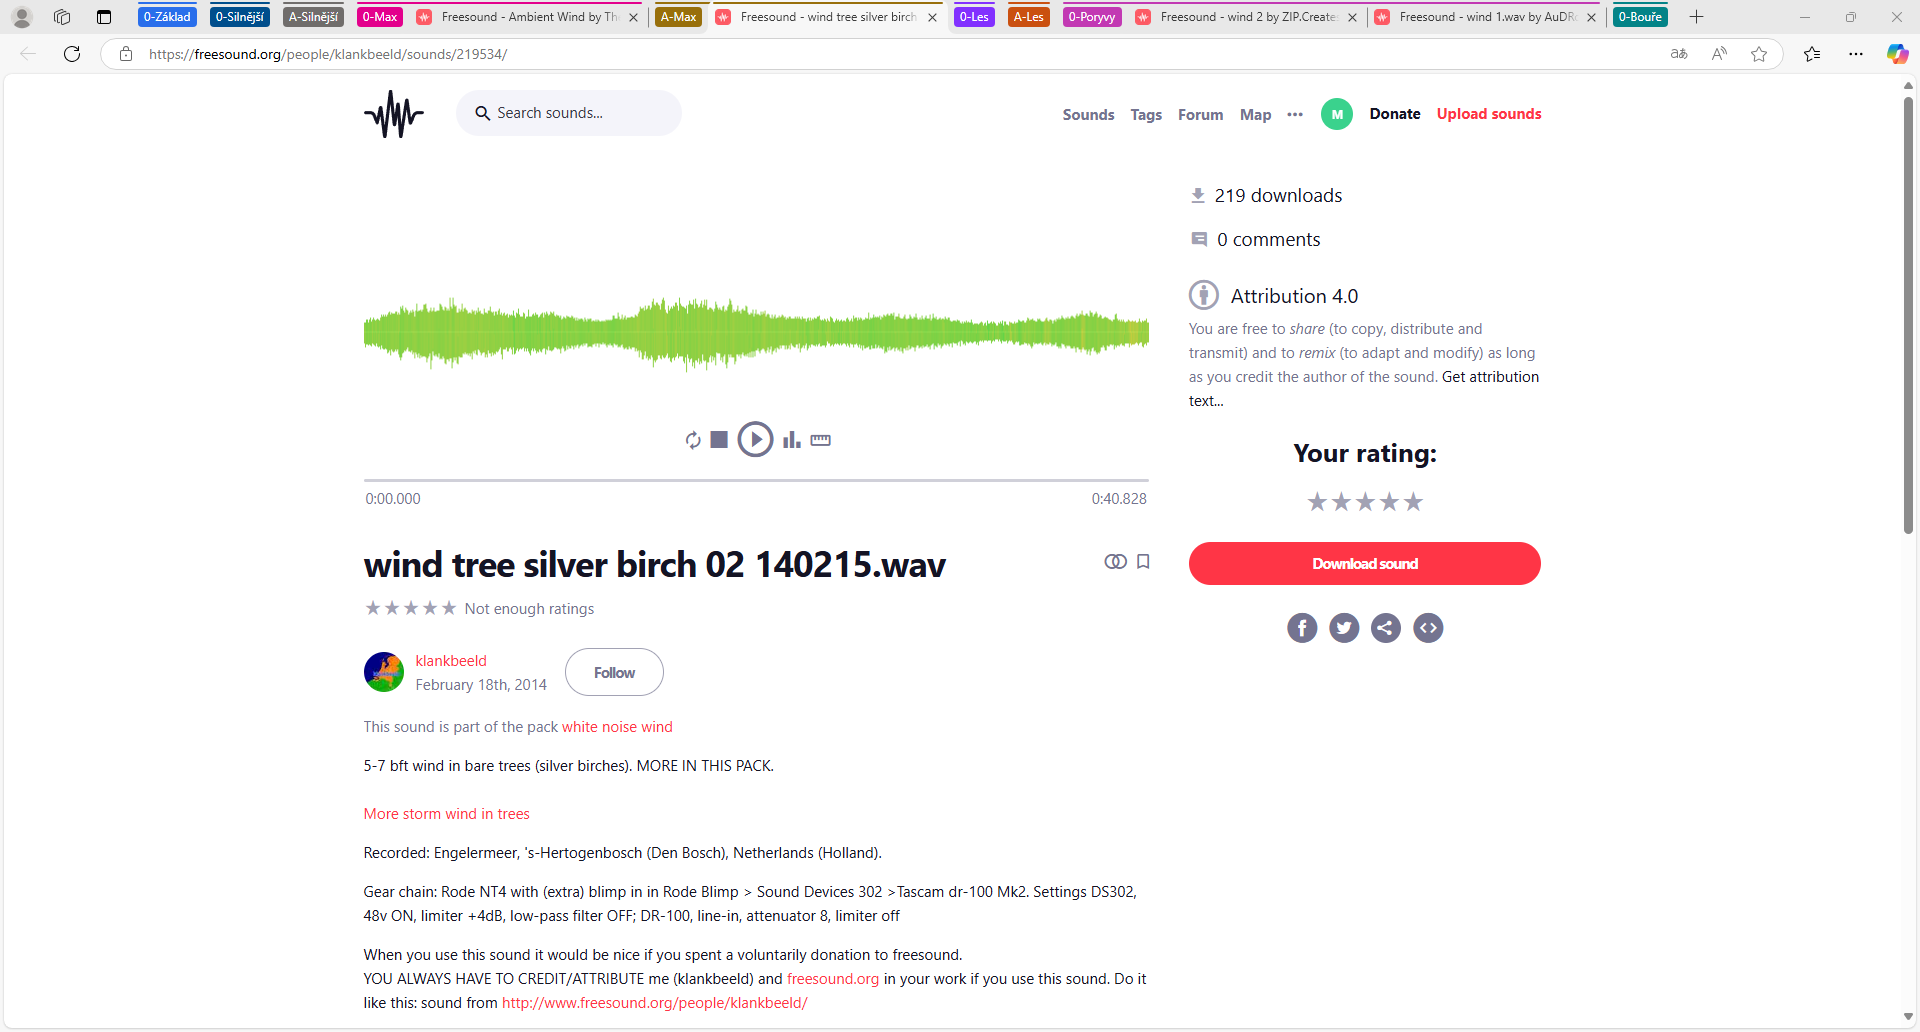 0-Základ
0-Silnější
A-Silnější
0-Max
Freesound - Ambient Wind by Th
A-Max
Freesound - wind tree silver birch
0-Les
A-Les
0-Poryvy
Freesound - wind 2 by ZIP.Create
Freesound - wind 1.wav by AuDR
0-Bouře
https://freesound.org/people/klankbeeld/sounds/219534/
Search sounds...
Sounds
Tags
Forum
Map
M
Donate
Upload sounds
219 downloads
0 comments
Attribution 4.0
You are free to share (to copy, distribute and
transmit) and to remix (to adapt and modify) as long
as you credit the author of the sound. Get attribution
text...
Your rating:
Download sound
0:00.000
0:40.828
wind tree silver birch 02 140215.wav
Not enough ratings
klankbeeld
February 18th, 2014
Follow
This sound is part of the pack white noise wind
5-7 bft wind in bare trees (silver birches). MORE IN THIS PACK.
More storm wind in trees
Recorded: Engelermeer, 's-Hertogenbosch (Den Bosch), Netherlands (Holland).
Gear chain: Rode NT4 with (extra) blimp in in Rode Blimp > Sound Devices 302 >Tascam dr-100 Mk2. Settings DS302,
48v ON, limiter +4dB, low-pass filter OFF; DR-100, line-in, attenuator 8, limiter off
When you use this sound it would be nice if you spent a voluntarily donation to freesound.
YOU ALWAYS HAVE TO CREDIT/ATTRIBUTE me (klankbeeld) and freesound.org in your work if you use this sound. Do it
like this: sound from http://www.freesound.org/people/klankbeeld/